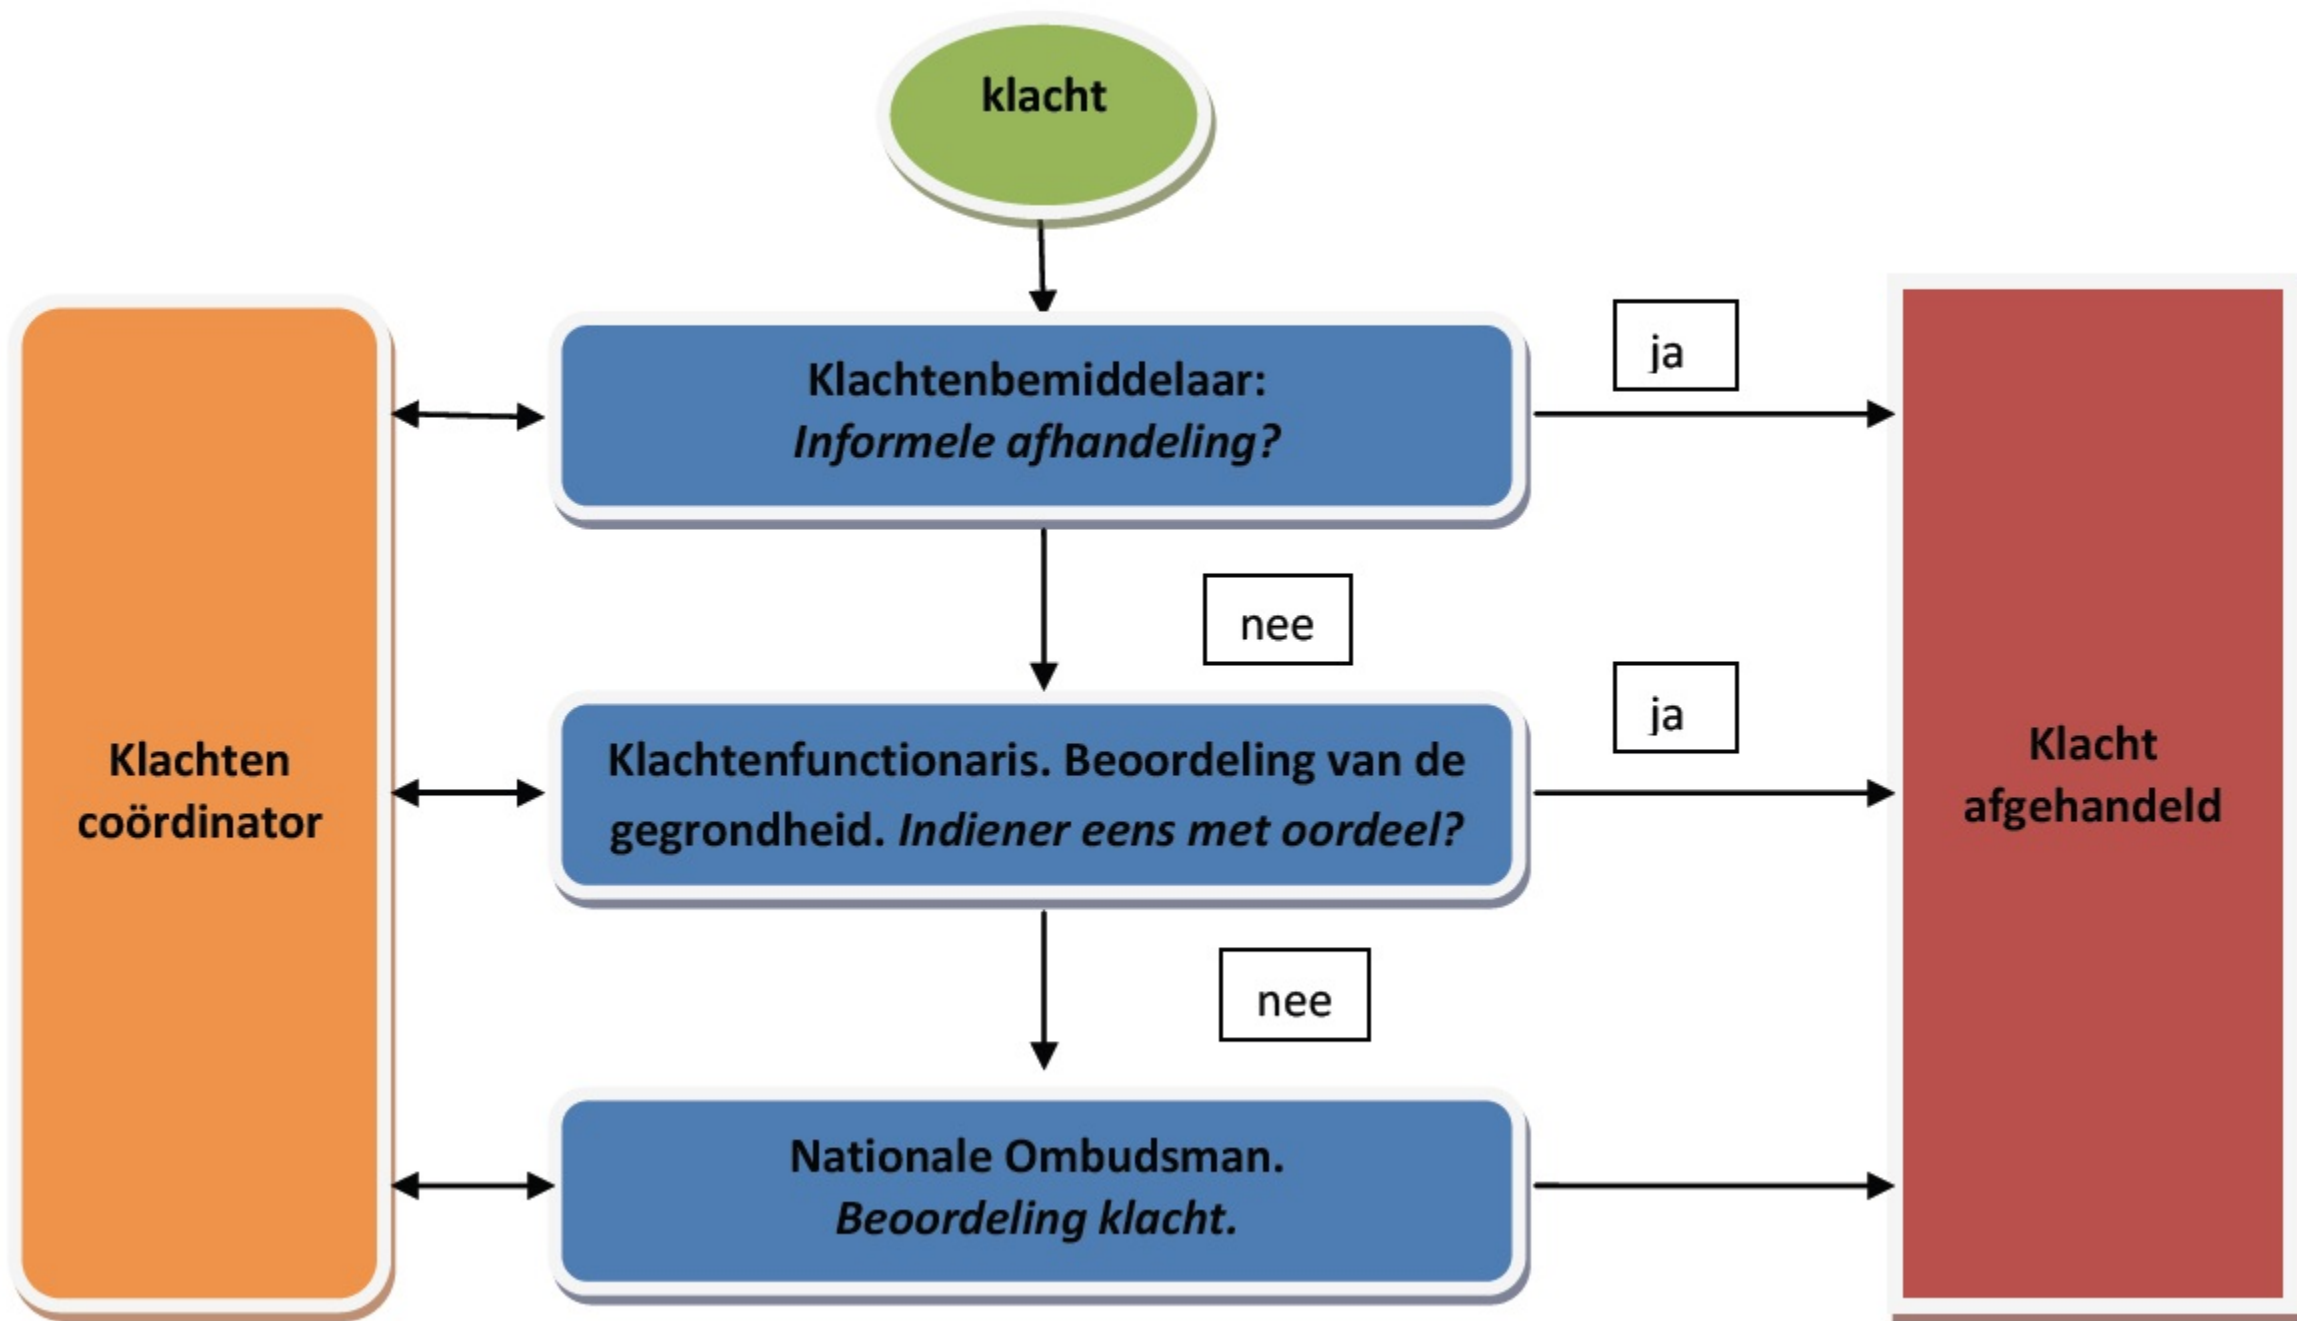 klacht
Klachtenbemiddelaar:
Informele afhandeling?
ja
nee
Klachten
coördinator
Klachtenfunctionaris. Beoordeling van de
gegrondheid. Indiener eens met oordeel?
ja
Klacht
afgehandeld
nee
Nationale Ombudsman.
Beoordeling klacht.